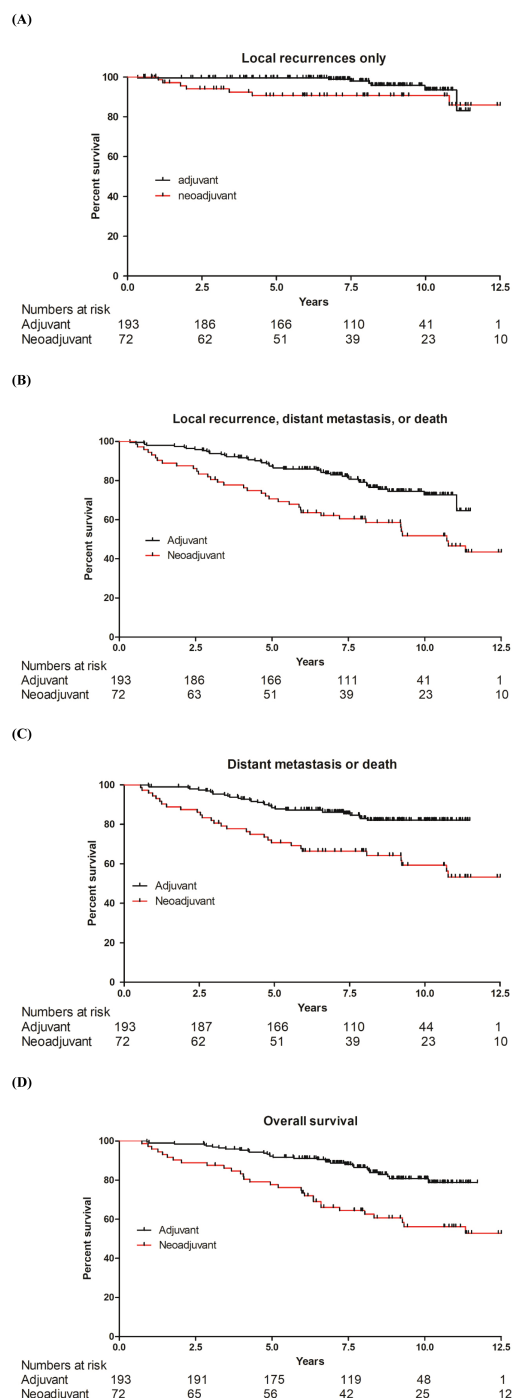 (A)
Local recurrences only
Percent survival
100
80
60
40
20
0
adjuvant
neoadjuvant
0.0 2.5 5.0 7.5 10.0 12.5
Years
Numbers at risk
Adjuvant 193 186 166 110 41 1
Neoadjuvant 72 62 51 39 23 10
(B)
Local recurrence, distant metastasis, or death
Percent survival
100
80
60
40
20
0
Adjuvant
Neoadjuvant
0.0 2.5 5.0 7.5 10.0 12.5
Years
Numbers at risk
Adjuvant 193 186 166 111 41 1
Neoadjuvant 72 63 51 39 23 10
(C)
Distant metastasis or death
Percent survival
100
80
60
40
20
0
Adjuvant
Neoadjuvant
0.0 2.5 5.0 7.5 10.0 12.5
Years
Numbers at risk
Adjuvant 193 187 166 110 44 1
Neoadjuvant 72 62 51 39 23 10
(D)
Overall survival
Percent survival
100
80
60
40
20
0
Adjuvant
Neoadjuvant
0.0 2.5 5.0 7.5 10.0 12.5
Years
Numbers at risk
Adjuvant 193 191 175 119 48 1
Neoadjuvant 72 65 56 42 25 12